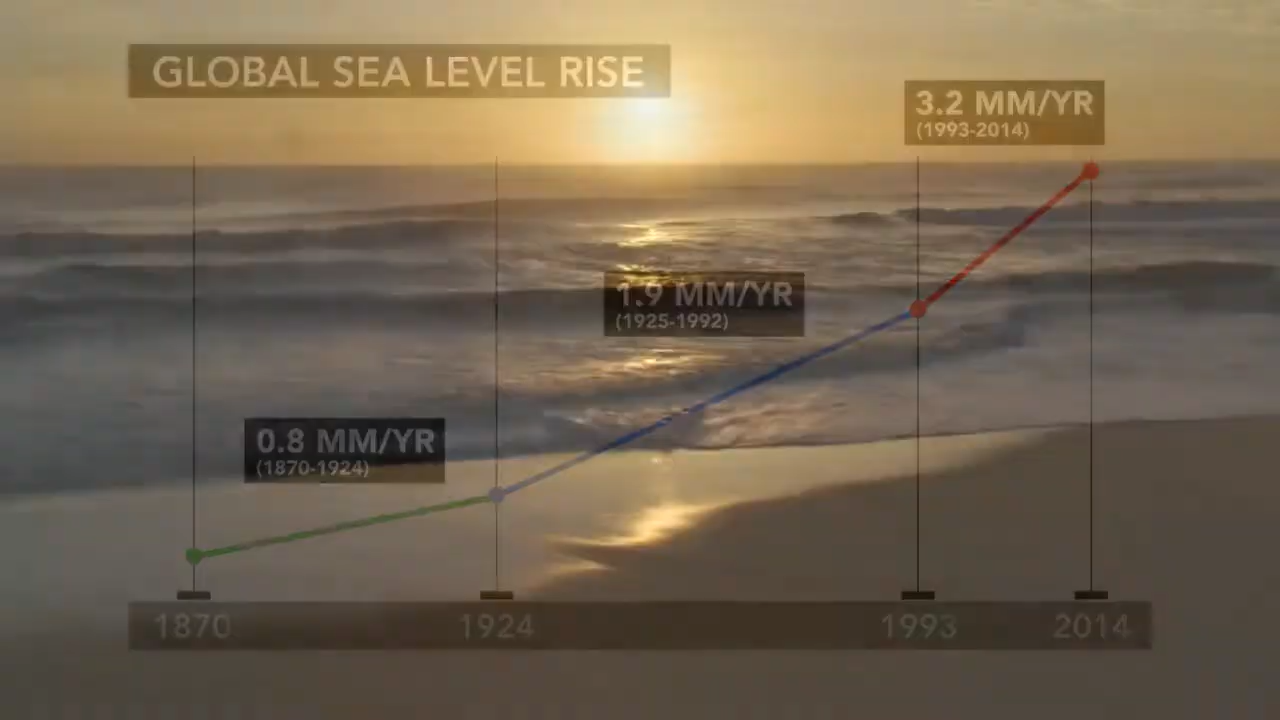 GLOBAL SEA LEVEL RISE
3.2 MM/YR
(1993-2014)
1.9 MM/YR
(1925-1992)
0.8 MM/YR
(1870-1924)
1870 1924 1993 2014